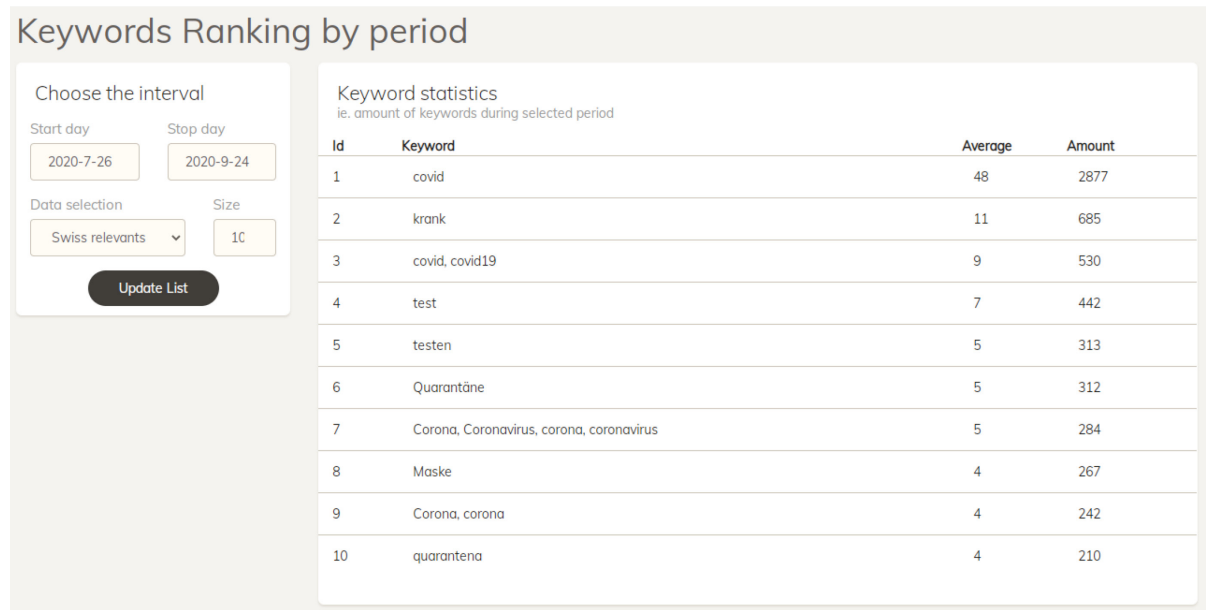 Keywords Ranking by period
Choose the interval
Start day Stop day
2020-7-26 2020-9-24
Data selection Size
Swiss relevants 10
Update List
Keyword statistics
ie. amount of keywords during selected period
Id Keyword Average Amount
1 covid 48 2877
2 krank 11 685
3 covid, covid19 9 530
4 test 7 442
5 testen 5 313
6 Quarantäne 5 312
7 Corona, Coronavirus, corona, coronavirus 5 284
8 Maske 4 267
9 Corona, corona 4 242
10 quarantena 4 210